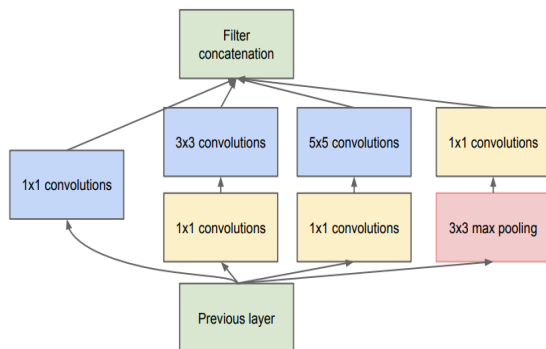 Filter
concatenation
3x3 convolutions
5x5 convolutions
1x1 convolutions
1x1 convolutions
1x1 convolutions
1x1 convolutions
3x3 max pooling
Previous layer